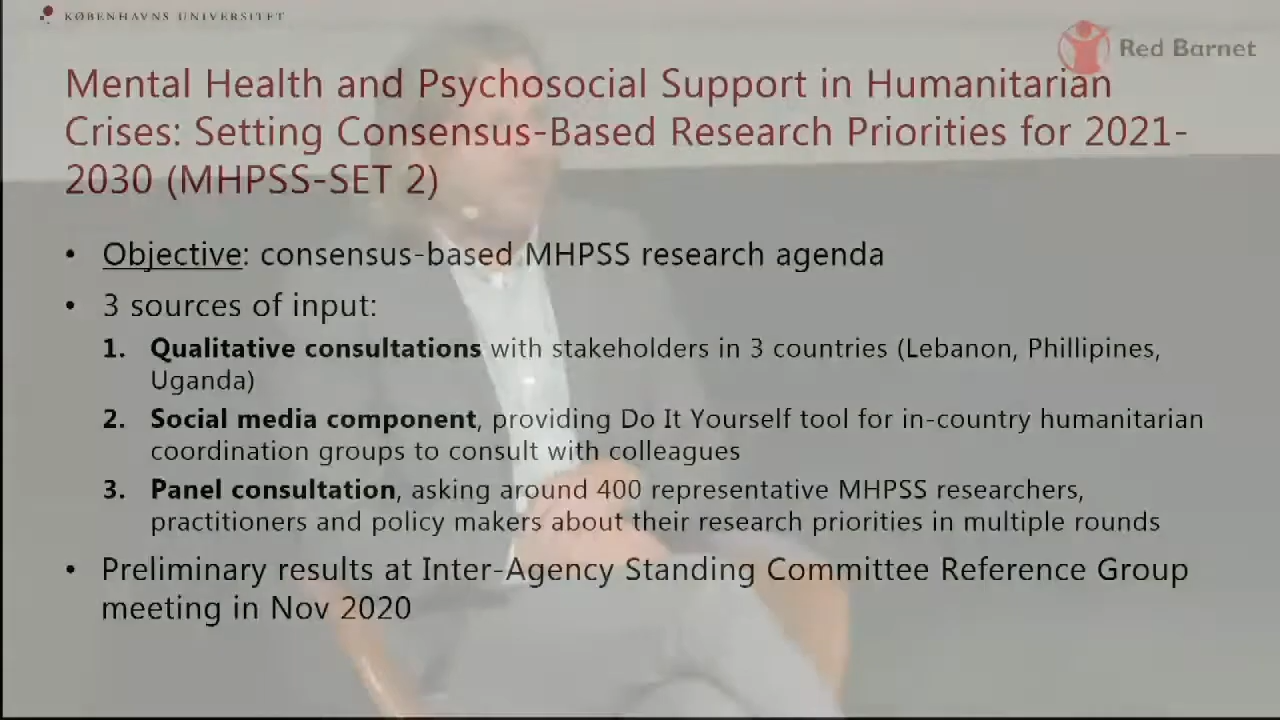 KØBENHAVNS UNIVERSITET
Red Barnet
Mental Health and Psychosocial Support in Humanitarian
Crises: Setting Consensus-Based Research Priorities for 2021-
2030 (MHPSS-SET 2)
• Objective: consensus-based MHPSS research agenda
• 3 sources of input:
1. Qualitative consultations with stakeholders in 3 countries (Lebanon, Phillipines,
Uganda)
2. Social media component, providing Do It Yourself tool for in-country humanitarian
coordination groups to consult with colleagues
3. Panel consultation, asking around 400 representative MHPSS researchers,
practitioners and policy makers about their research priorities in multiple rounds
• Preliminary results at Inter-Agency Standing Committee Reference Group
meeting in Nov 2020